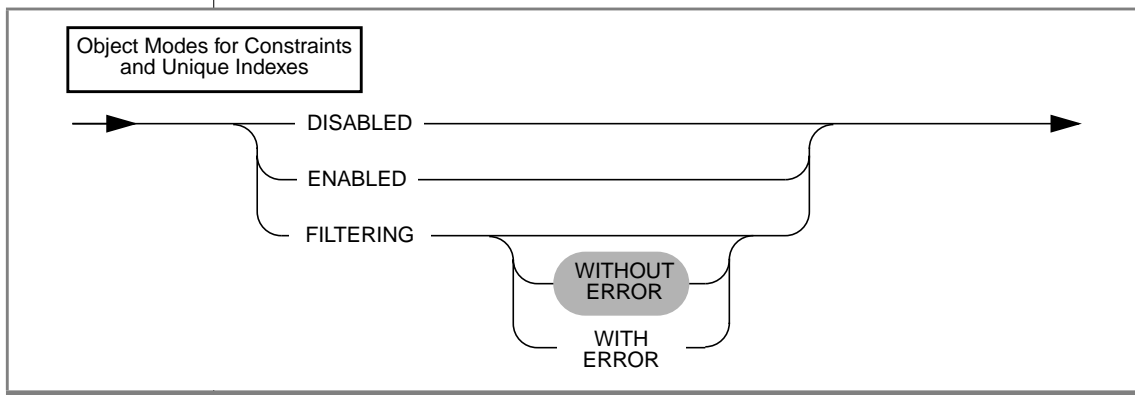 Object Modes for Constraints
and Unique Indexes
DISABLED
ENABLED
FILTERING
WITHOUT
ERROR
WITH
ERROR